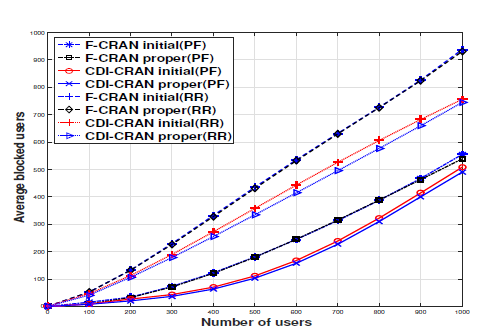 1000
900
800
700
600
500
400
300
200
100
0
Average blocked users
F-CRAN initial(PF)
F-CRAN proper(PF)
CDI-CRAN initial(PF)
CDI-CRAN proper(PF)
F-CRAN initial(RR)
F-CRAN proper(RR)
CDI-CRAN initial(RR)
CDI-CRAN proper(RR)
0 100 200 300 400 500 600 700 800 900 1000
Number of users